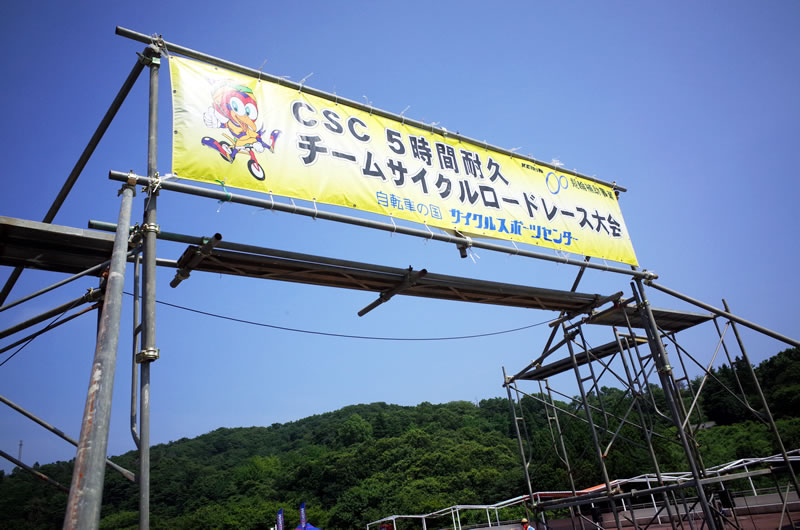 CSC 5時間耐久
チームサイクルロードレース大会
自転車の国 サイクルスポーツセンター
KEIRIN